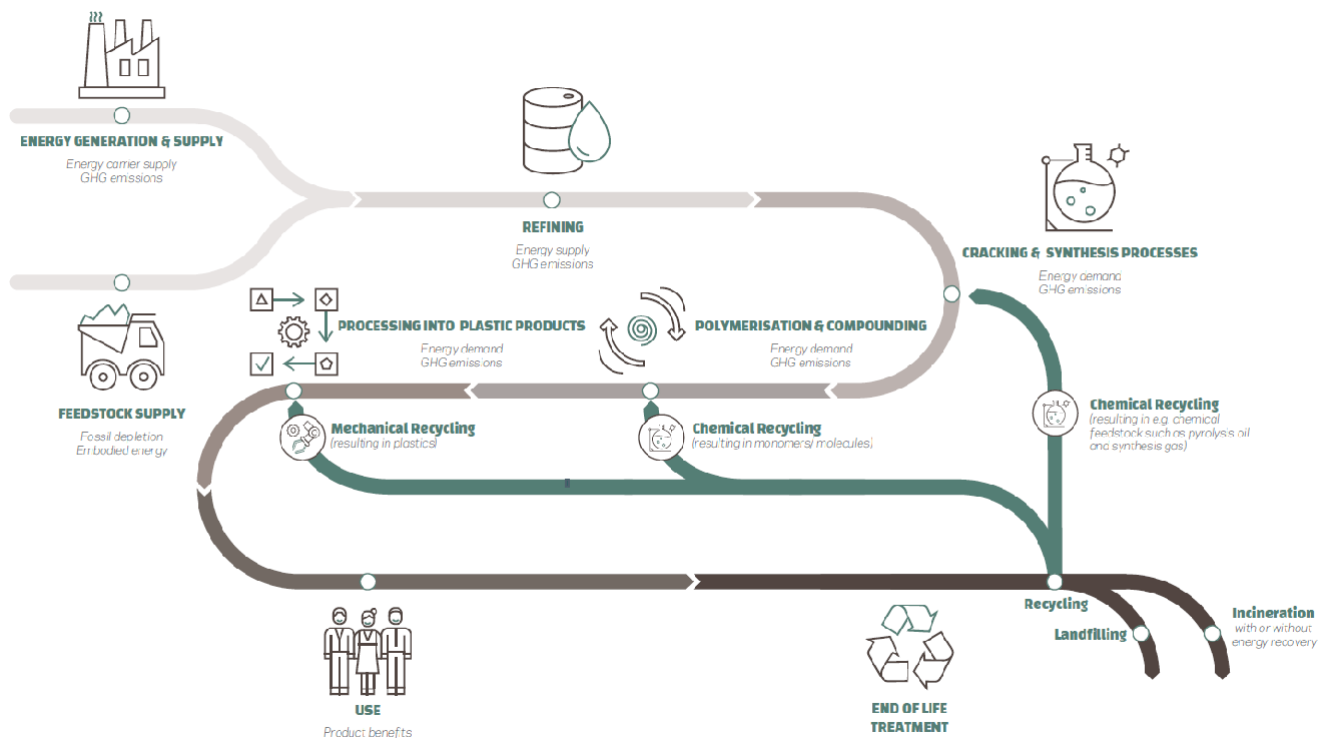 ENERGY GENERATION & SUPPLY
Energy carrier supply
GHG emissions
REFINING
Energy supply
GHG emissions
CRACKING & SYNTHESIS PROCESSES
Energy demand
GHG emissions
PROCESSING INTO PLASTIC PRODUCTS
Energy demand
GHG emissions
POLYMERISATION & COMPOUNDING
Energy demand
GHG emissions
FEEDSTOCK SUPPLY
Fossil depletion
Embodied energy
Mechanical Recycling
(resulting in plastics)
Chemical Recycling
(resulting in monomers/ molecules)
Chemical Recycling
(resulting in e.g. chemical
feedstock such as pyrolysis oil
and synthesis gas)
Recycling
Landfilling
Incineration
with or without
energy recovery
USE
Product benefits
END OF LIFE
TREATMENT